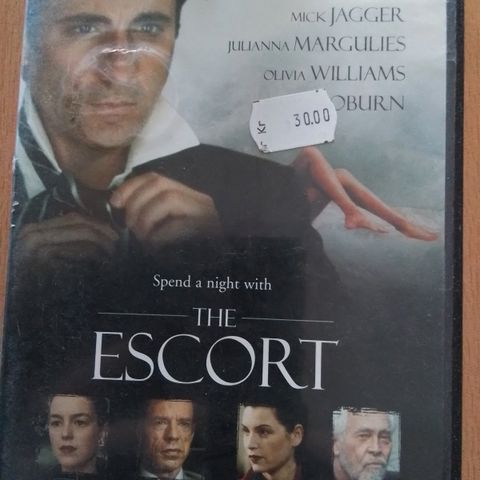 MICK JAGGER
JULIANNA MARGULIES
OLIVIA WILLIAMS
OBURN
Kr 30.00
Spend a night with
THE
ESCORT